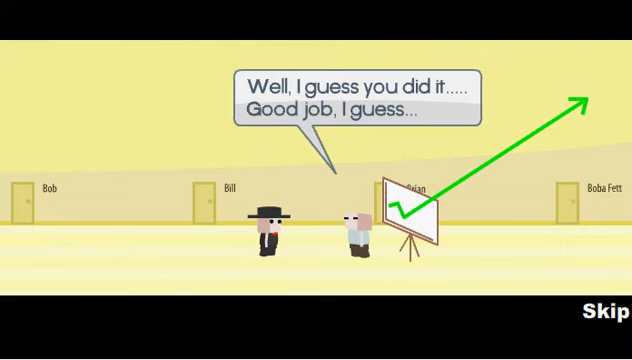 Well, I guess you did it.....
Good job, I guess...
Bob
Bill
Brian
Boba Fett
Skip